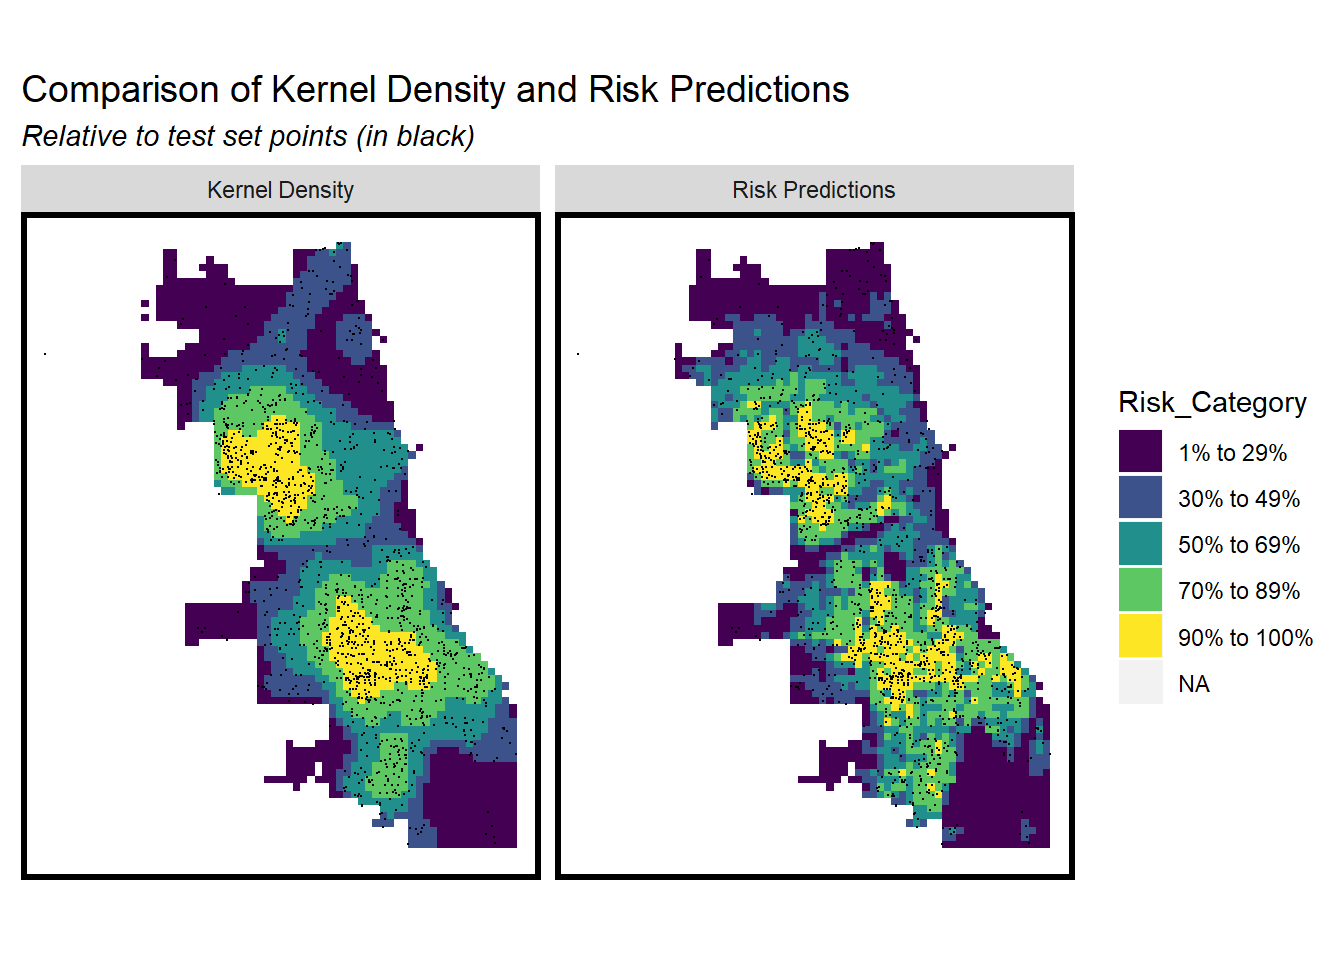 Comparison of Kernel Density and Risk Predictions
Relative to test set points (in black)
Kernel Density
Risk Predictions
Risk_Category
1% to 29%
30% to 49%
50% to 69%
70% to 89%
90% to 100%
NA